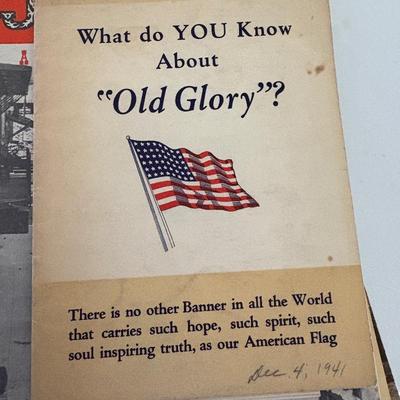 What do YOU Know
About
"Old Glory"?
There is no other Banner in all the World
that carries such hope, such spirit, such
soul inspiring truth, as our American Flag
Dec. 4, 1941